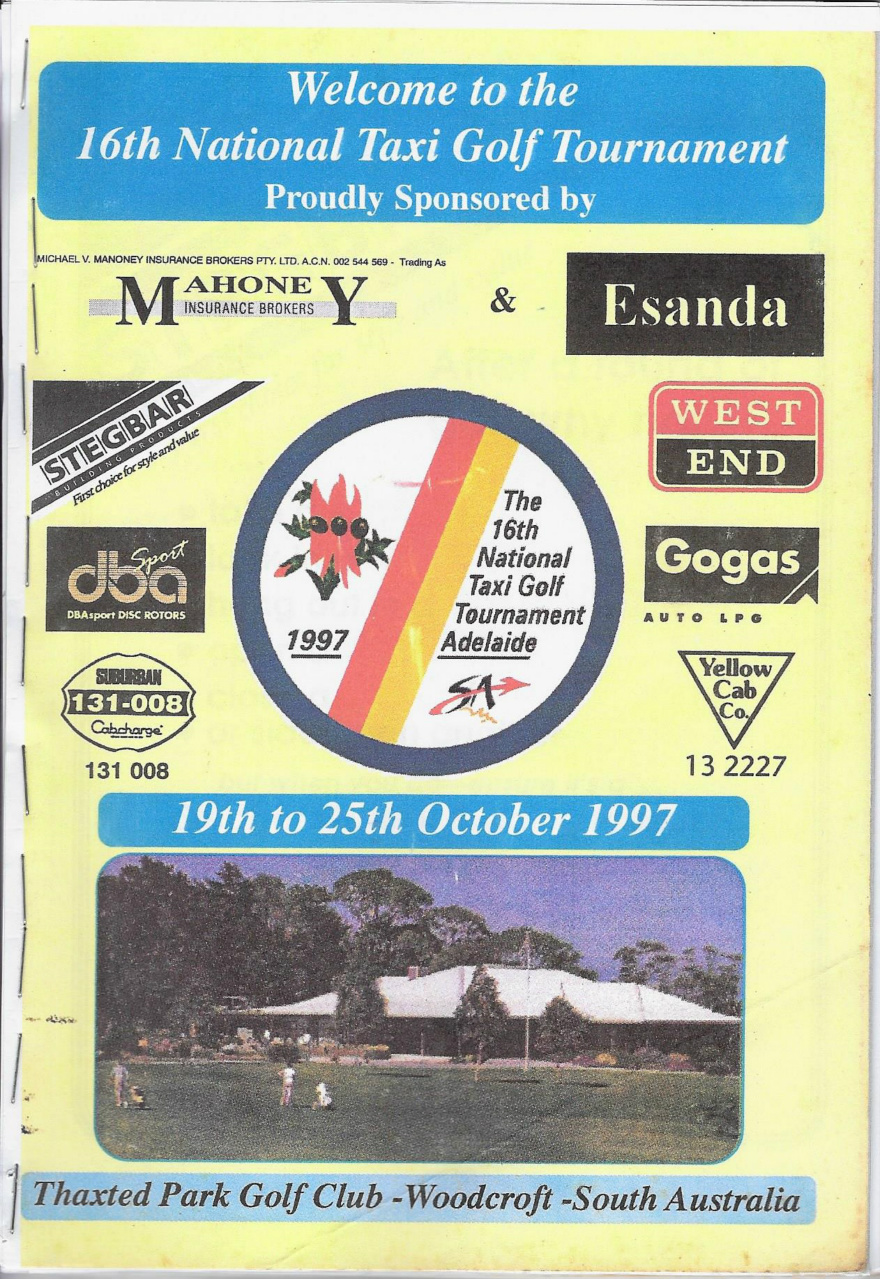 Welcome to the
16th National Taxi Golf Tournament
Proudly Sponsored by
MICHAEL V. MANONEY INSURANCE BROKERS PTY. LTD. A.C.N. 002 544 569 - Trading As
MAHONEY
INSURANCE BROKERS
&
Esanda
STEGBAR
BUILDING PRODUCTS
First choice for style and value
WEST
END
dba Sport
DBAsport DISC ROTORS
The
16th
National
Taxi Golf
Tournament
Adelaide
1997
SA
Gogas
AUTO LPG
SUBURBAN
131-008
Cabcharge
131 008
Yellow
Cab
Co.
13 2227
19th to 25th October 1997
Thaxted Park Golf Club -Woodcroft -South Australia